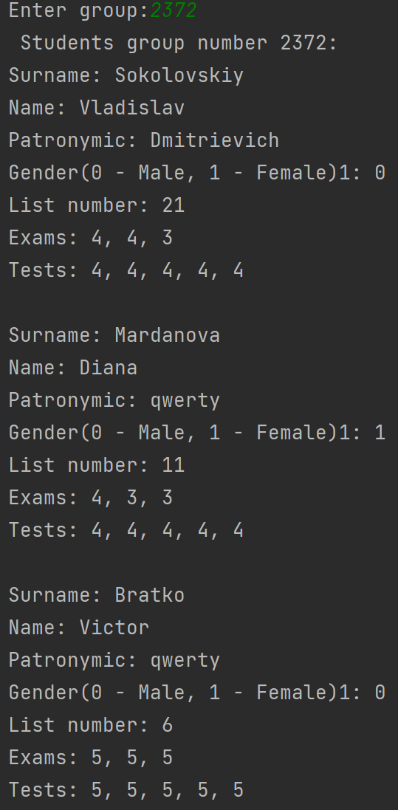 Enter group:2372
Students group number 2372:
Surname: Sokolovskiy
Name: Vladislav
Patronymic: Dmitrievich
Gender(0 - Male, 1 - Female)1: 0
List number: 21
Exams: 4, 4, 3
Tests: 4, 4, 4, 4, 4
Surname: Mardanova
Name: Diana
Patronymic: qwerty
Gender(0 - Male, 1 - Female)1: 1
List number: 11
Exams: 4, 3, 3
Tests: 4, 4, 4, 4, 4
Surname: Bratko
Name: Victor
Patronymic: qwerty
Gender(0 - Male, 1 - Female)1: 0
List number: 6
Exams: 5, 5, 5
Tests: 5, 5, 5, 5, 5